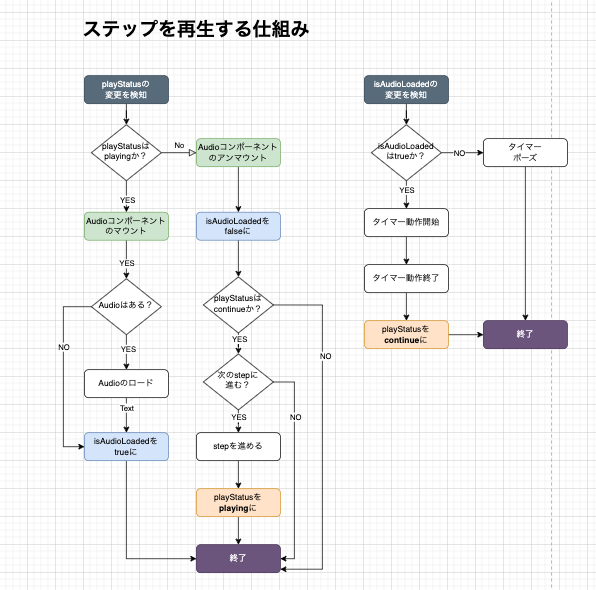 ステップを再生する仕組み
playStatusの
変更を検知
playStatusは
playingか？
No
Audioコンポーネント
のアンマウント
YES
Audioコンポーネント
のマウント
isAudioLoadedを
falseに
YES
Audioはある？
playStatusは
continueか？
NO
YES
YES
NO
Audioのロード
次のstepに
進む？
Text
YES
NO
isAudioLoadedを
trueに
stepを進める
playStatusを
playingに
終了
isAudioLoadedの
変更を検知
isAudioLoaded
はtrueか？
NO
タイマー
ポーズ
YES
タイマー動作開始
タイマー動作終了
playStatusを
continueに
終了